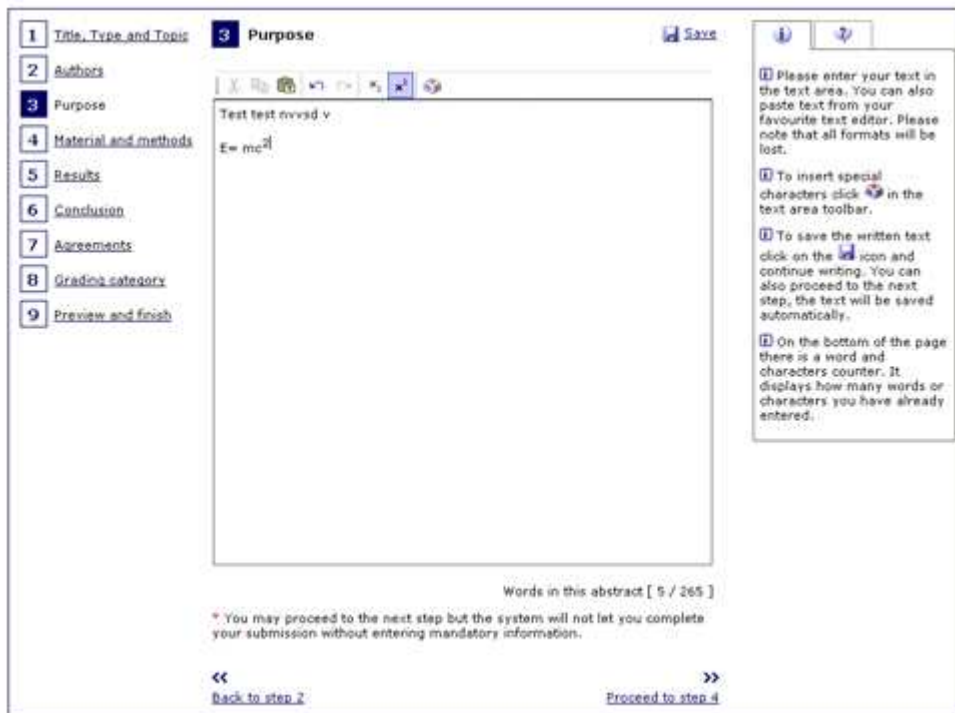 1 Title, Type and Topic
2 Authors
3 Purpose
4 Material and methods
5 Results
6 Conclusion
7 Agreements
8 Grading category
9 Preview and finish
3 Purpose
Save
Test test nvvsd v
E= mc²
Words in this abstract [ 5 / 265 ]
* You may proceed to the next step but the system will not let you complete
your submission without entering mandatory information.
«
Back to step 2
»
Proceed to step 4
Please enter your text in
the text area. You can also
paste text from your
favourite text editor. Please
note that all formats will be
lost.
To insert special
characters click in the
text area toolbar.
To save the written text
click on the icon and
continue writing. You can
also proceed to the next
step, the text will be saved
automatically.
On the bottom of the page
there is a word and
characters counter. It
displays how many words or
characters you have already
entered.